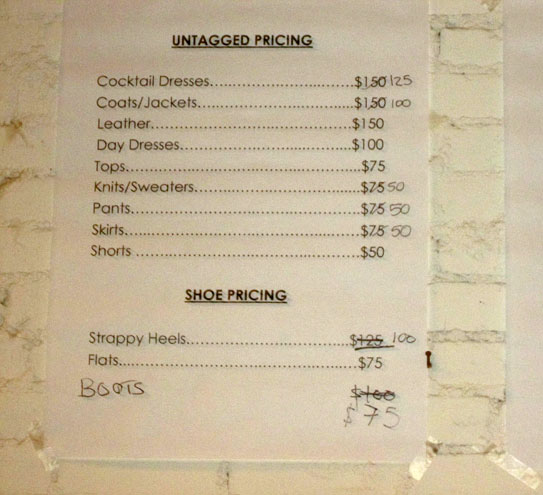 UNTAGGED PRICING
Cocktail Dresses.......................................$150 125
Coats/Jackets...........................................$150 100
Leather....................................................$150
Day Dresses.............................................$100
Tops..........................................................$75
Knits/Sweaters..........................................$75 50
Pants........................................................$75 50
Skirts.........................................................$75 50
Shorts .......................................................$50
SHOE PRICING
Strappy Heels...........................................$125 100
Flats..........................................................$75
BOOTS $100
$75